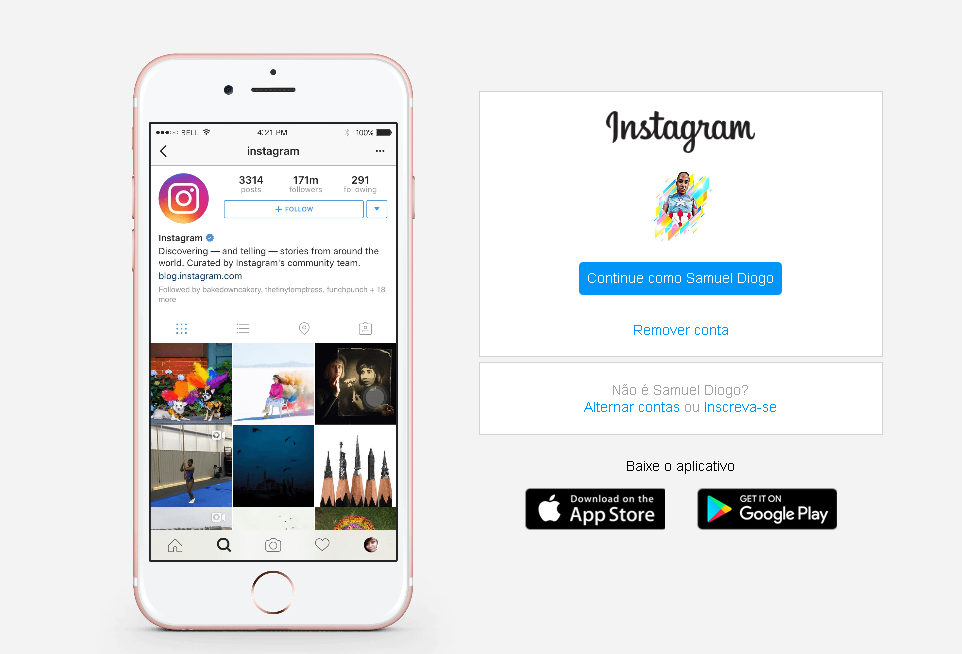 BELL 4:21 PM 100%
instagram
3314 171m 291
posts followers following
+ FOLLOW
Instagram
Discovering — and telling — stories from around the
world. Curated by Instagram's community team.
blog.instagram.com
Followed by bakedowncakery, thetinytemptress, funchpunch + 18
more
Instagram
Continue como Samuel Diogo
Remover conta
Não é Samuel Diogo?
Alternar contas ou Inscreva-se
Baixe o aplicativo
Download on the
App Store
GET IT ON
Google Play